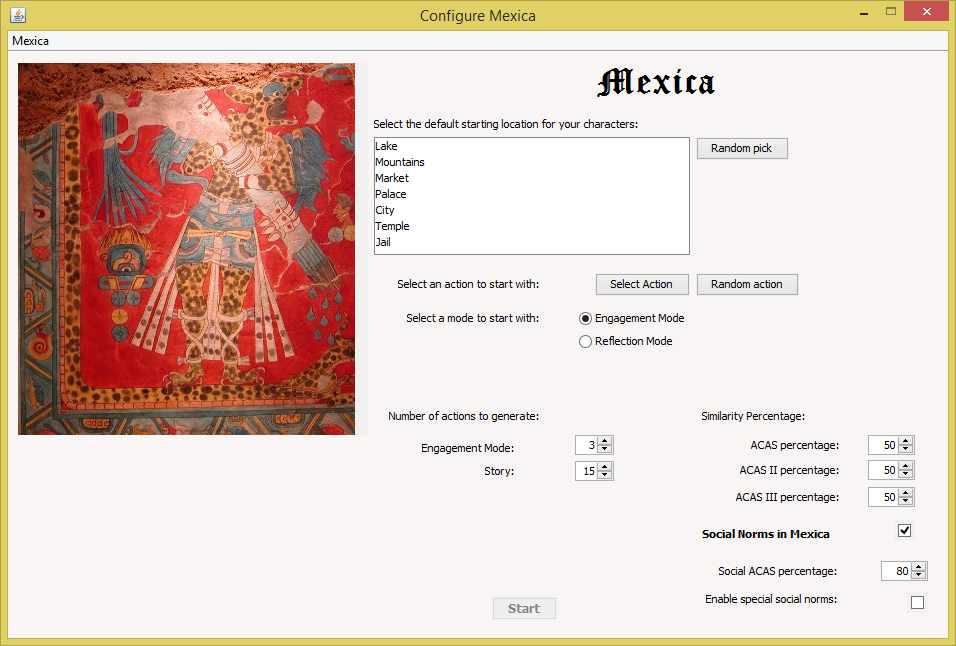 Configure Mexica
Mexica
Mexica
Select the default starting location for your characters:
Lake
Mountains
Market
Palace
City
Temple
Jail
Random pick
Select an action to start with:
Select Action
Random action
Select a mode to start with:
Engagement Mode
Reflection Mode
Number of actions to generate:
Engagement Mode:
3
Story:
15
Similarity Percentage:
ACAS percentage:
50
ACAS II percentage:
50
ACAS III percentage:
50
Social Norms in Mexica
Social ACAS percentage:
80
Enable special social norms:
Start